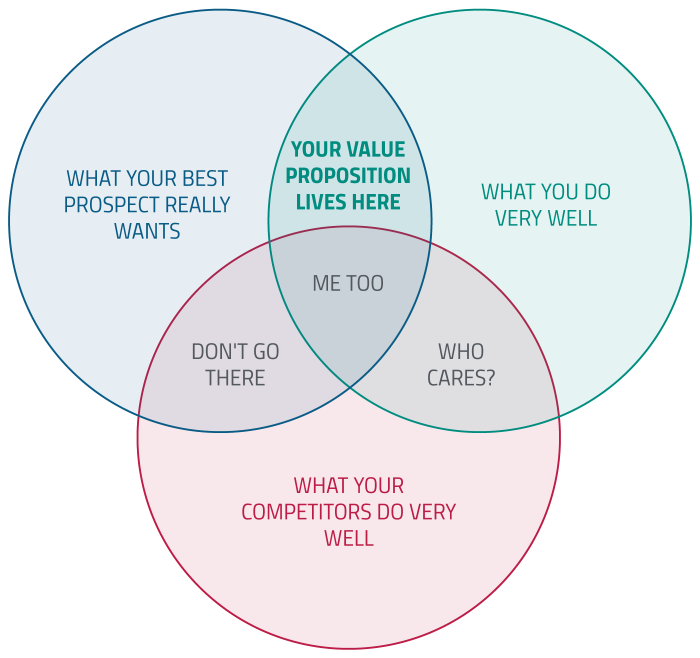 YOUR VALUE
PROPOSITION
LIVES HERE
WHAT YOUR BEST
PROSPECT REALLY
WANTS
WHAT YOU DO
VERY WELL
ME TOO
DON'T GO
THERE
WHO
CARES?
WHAT YOUR
COMPETITORS DO VERY
WELL